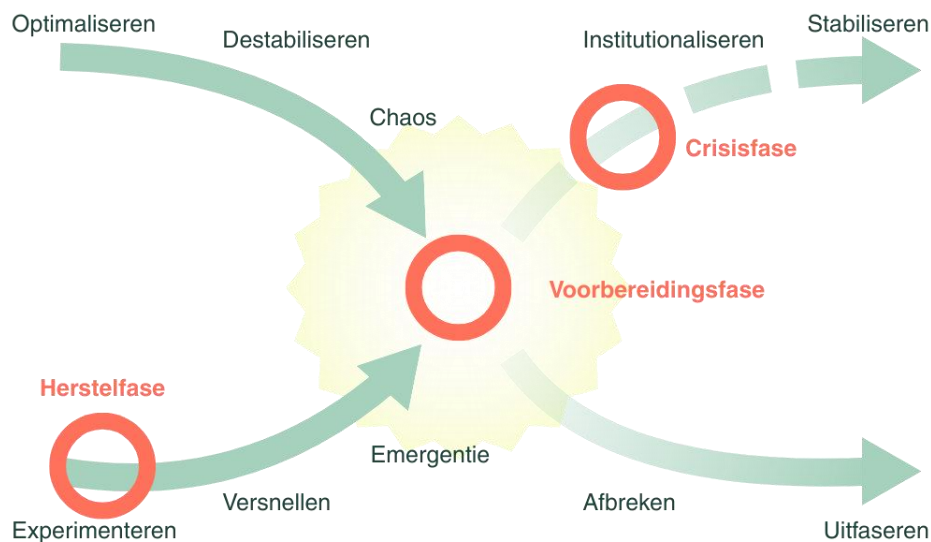 Optimaliseren
Destabiliseren
Institutionaliseren
Stabiliseren
Chaos
Crisisfase
Voorbereidingsfase
Herstelfase
Emergentie
Versnellen
Afbreken
Experimenteren
Uitfaseren